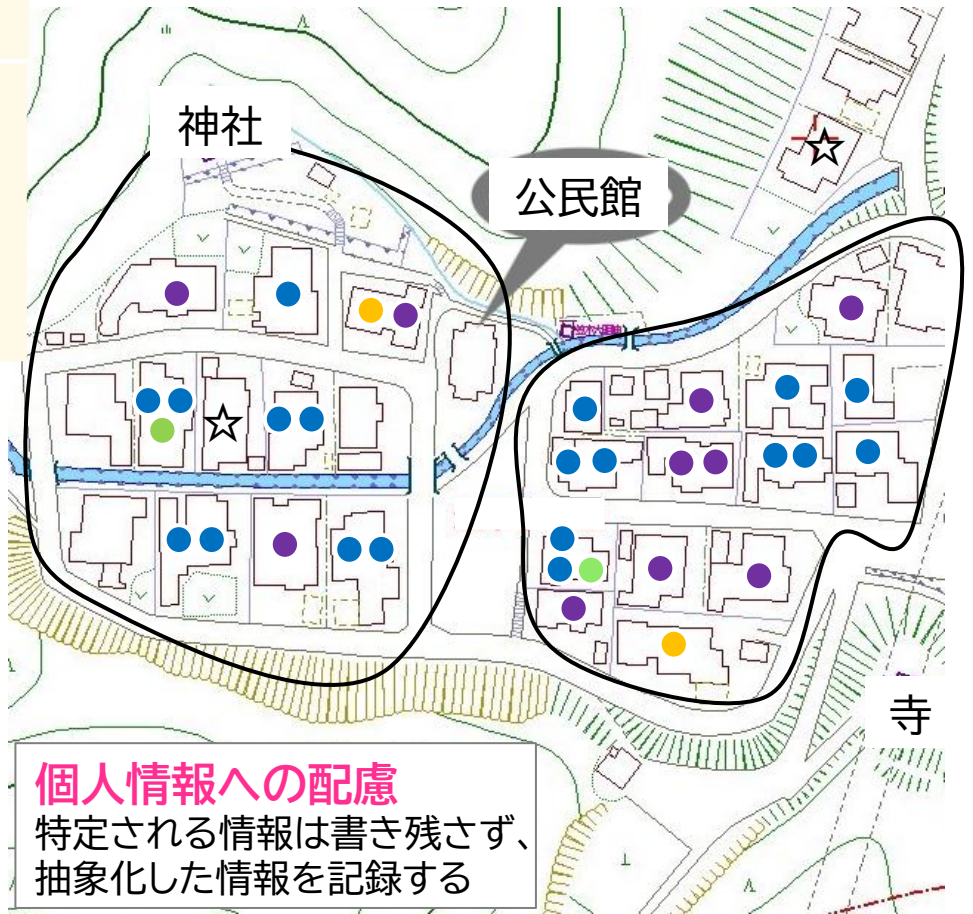 神社
公民館
寺
個人情報への配慮
特定される情報は書き残さず、
抽象化した情報を記録する